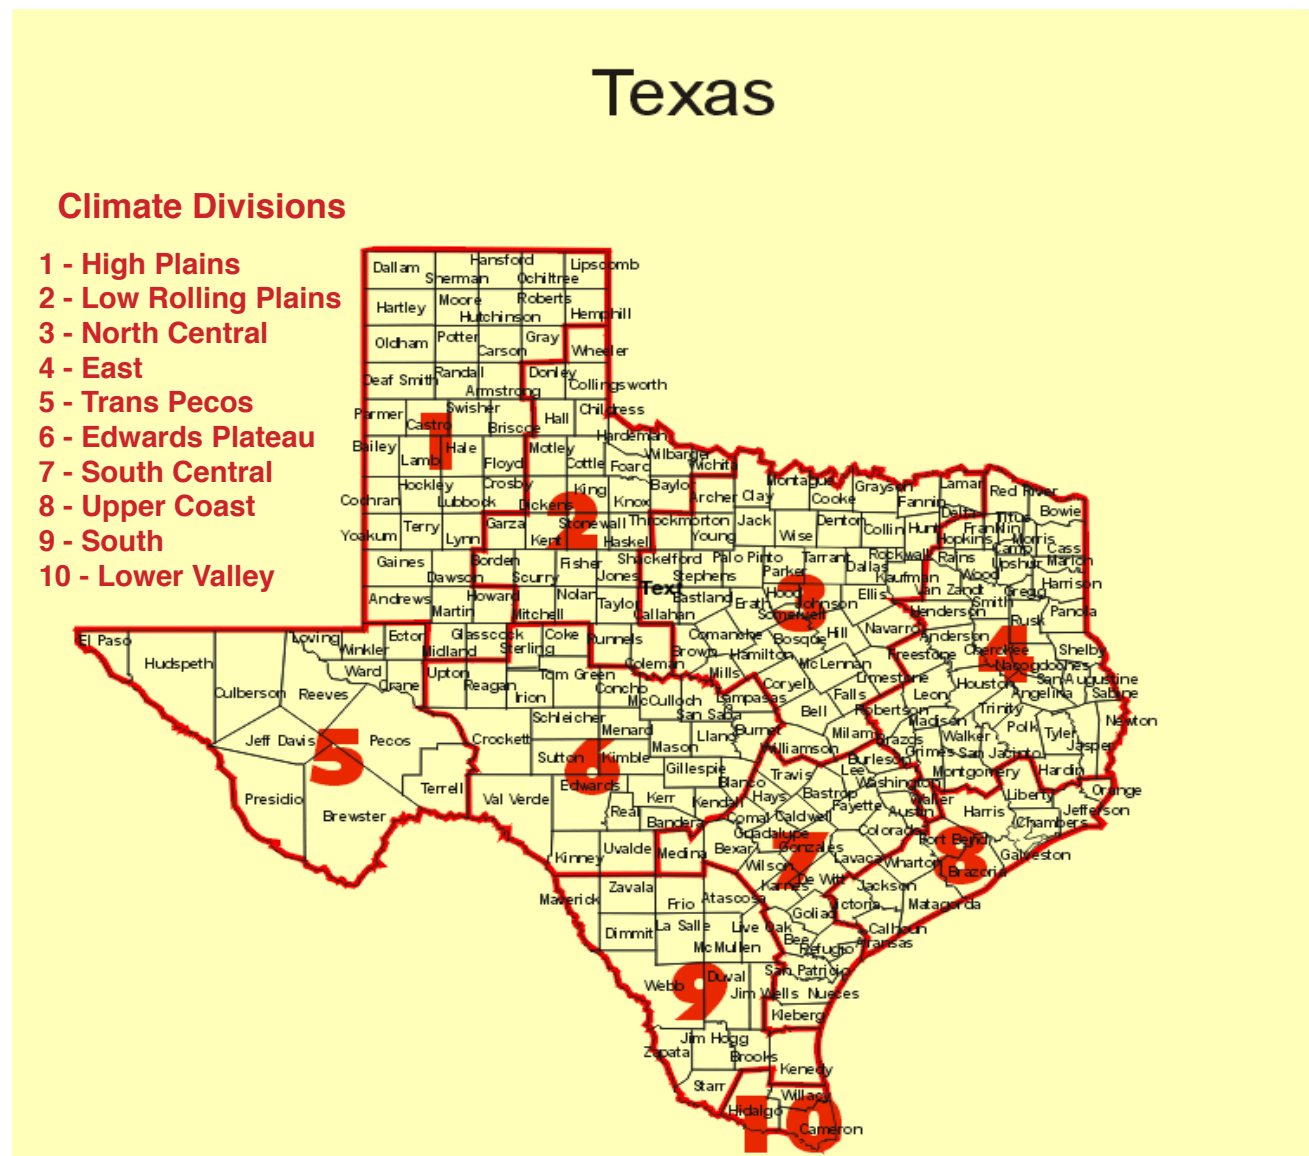 Texas
Climate Divisions
1 - High Plains
2 - Low Rolling Plains
3 - North Central
4 - East
5 - Trans Pecos
6 - Edwards Plateau
7 - South Central
8 - Upper Coast
9 - South
10 - Lower Valley
Dallam Sherman Hansford Ochiltree Lipscomb
Hartley Moore Hutchinson Roberts Hemphill
Oldham Potter Carson Gray Wheeler
Deaf Smith Randall Armstrong Donley Collingsworth
Parmer Castro Swisher Briscoe Hall Childress
Bailey Lamb Hale Floyd Motley Cottle Foard Hardeman Wilbarger Wichita
1
Cochran Hockley Lubbock Crosby Dickens King Knox Baylor Archer Clay Montague Cooke Grayson Fannin Lamar Red River Bowie
2
Yoakum Terry Lynn Garza Kent Stonewall Haskel Throckmorton Young Jack Wise Denton Collin Hunt Delta Hopkins Franklin Titus Morris Cass
Gaines Dawson Borden Scurry Fisher Jones Shackelford Stephens Palo Pinto Parker Tarrant Dallas Rockwall Kaufman Rains Wood Camp Upshur Marion
Andrews Martin Howard Mitchell Nolan Taylor Text Callahan Eastland Erath Hood Somervell Johnson Ellis Van Zandt Smith Gregg Harrison
3
El Paso Hudspeth Culberson Loving Winkler Ector Midland Glasscock Sterling Coke Runnels Coleman Brown Comanche Hamilton Bosque Hill Navarro Henderson Anderson Cherokee Rusk Panola Shelby
4
Reeves Ward Crane Upton Reagan Irion Tom Green Concho McCulloch San Saba Mills Lampasas Coryell McLennan Limestone Freestone Leon Houston Nacogdoches San Augustine Angelina Sabine
Jeff Davis Pecos Crockett Schleicher Menard Mason Llano Burnet Bell Falls Milam Robertson Brazos Madison Walker Trinity Polk Tyler Jasper Newton
5
6
Presidio Brewster Terrell Val Verde Sutton Kimble Gillespie Blanco Williamson Travis Lee Burleson Washington Grimes Montgomery San Jacinto Hardin Liberty Orange
Edwards Real Kerr Kendall Bandera Comal Hays Caldwell Bastrop Fayette Austin Waller Harris Chambers Jefferson
Kinney Uvalde Medina Bexar Guadalupe Gonzales Colorado Lavaca Wharton Fort Bend Galveston Brazoria
7
8
Maverick Zavala Frio Atascosa Wilson Karnes De Witt Jackson Victoria Matagorda
Dimmit La Salle McMullen Live Oak Bee Goliad Refugio Calhoun Aransas
Webb Duval Jim Wells San Patricio Nueces
9
Kleberg
Zapata Jim Hogg Brooks Kenedy
Starr Hidalgo Willacy
10
Cameron